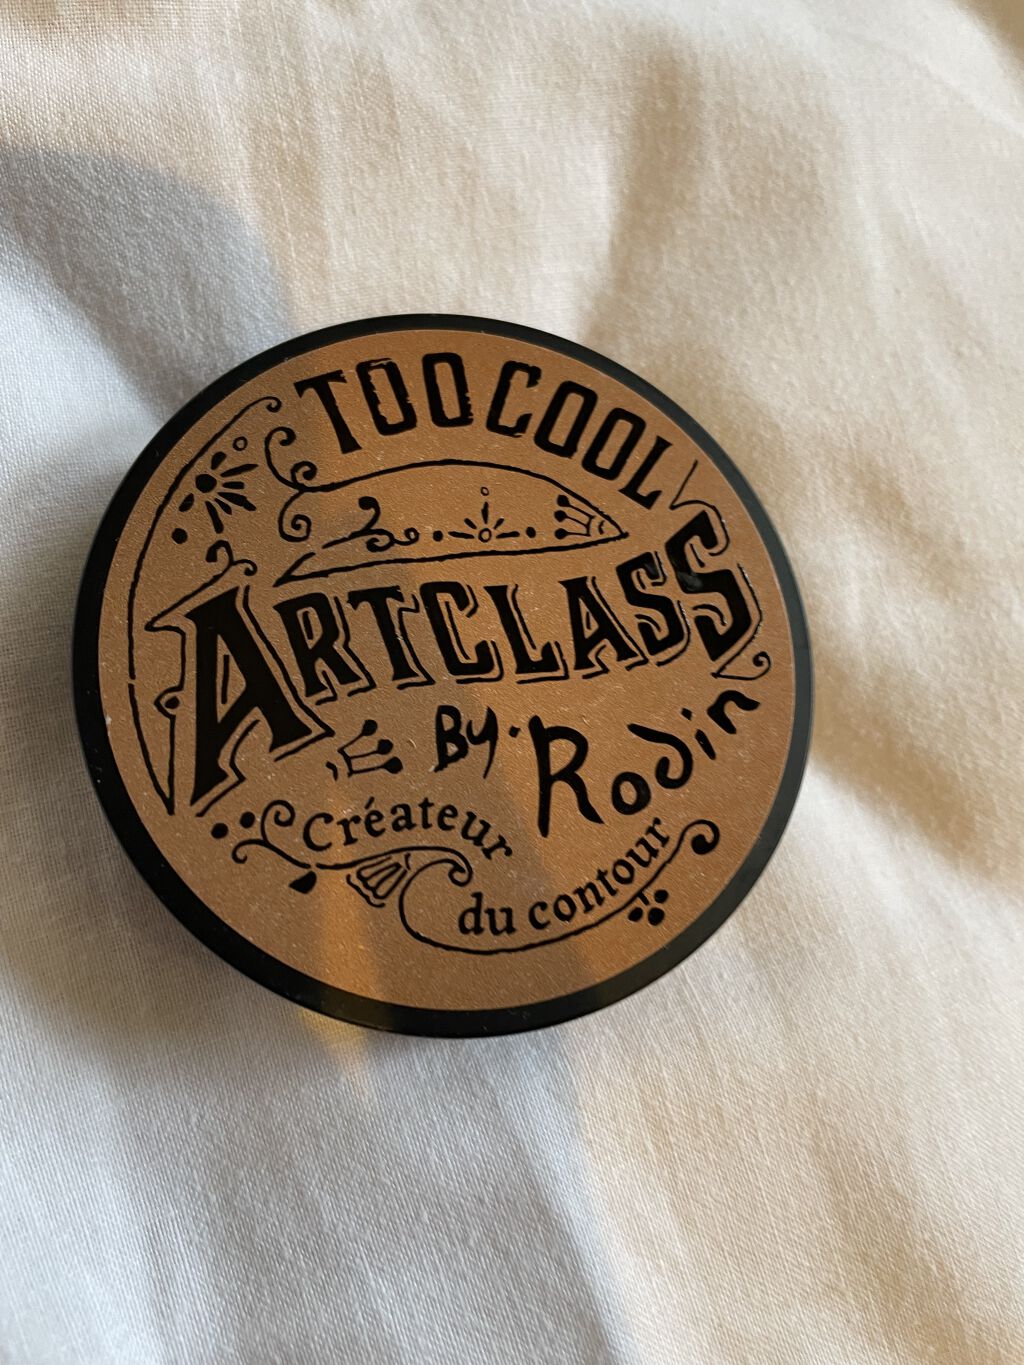 TOO COOL
ARTCLASS
By. Rodin
Créateur
du contour